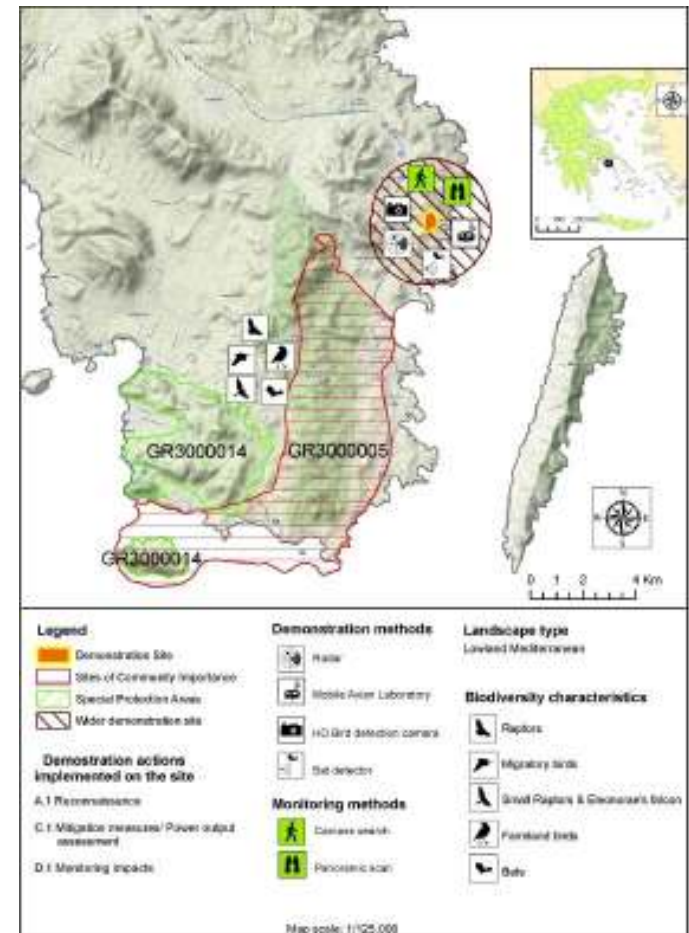 GR3000014
GR3000005
GR3000014
0 1 2 4 Km
Legend
Demonstration Site
Sites of Community Importance
Special Protection Areas
Wider demonstration site
Demostration actions
implemented on the site
A.1 Reconnaissance
C.1 Mitigation measures/ Power output
assessment
D.1 Monitoring impacts
Demonstration methods
Radar
Mobile Avian Laboratory
HD Bird detection camera
Bat detector
Monitoring methods
Carcass search
Panoramic scan
Landscape type
Lowland Mediterranean
Biodiversity characteristics
Raptors
Migratory birds
Small Raptors & Eleonora's falcon
Farmland birds
Bats
Map scale: 1/125,000